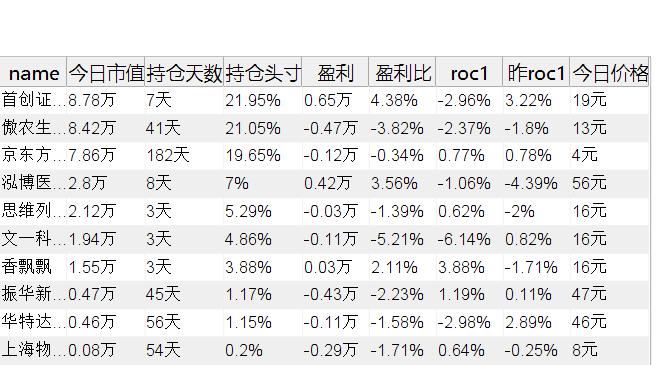 name 今日市值 持仓天数 持仓头寸 盈利 盈利比 roc1 昨roc1 今日价格
首创证... 8.78万 7天 21.95% 0.65万 4.38% -2.96% 3.22% 19元
傲农生... 8.42万 41天 21.05% -0.47万 -3.82% -2.37% -1.8% 13元
京东方... 7.86万 182天 19.65% -0.12万 -0.34% 0.77% 0.78% 4元
泓博医... 2.8万 8天 7% 0.42万 3.56% -1.06% -4.39% 56元
思维列... 2.12万 3天 5.29% -0.03万 -1.39% 0.62% -2% 16元
文一科... 1.94万 3天 4.86% -0.11万 -5.21% -6.14% 0.82% 16元
香飘飘 1.55万 3天 3.88% 0.03万 2.11% 3.88% -1.71% 16元
振华新... 0.47万 45天 1.17% -0.43万 -2.23% 1.19% 0.11% 47元
华特达... 0.46万 56天 1.15% -0.11万 -1.58% -2.98% 2.89% 46元
上海物... 0.08万 54天 0.2% -0.29万 -1.71% 0.64% -0.25% 8元